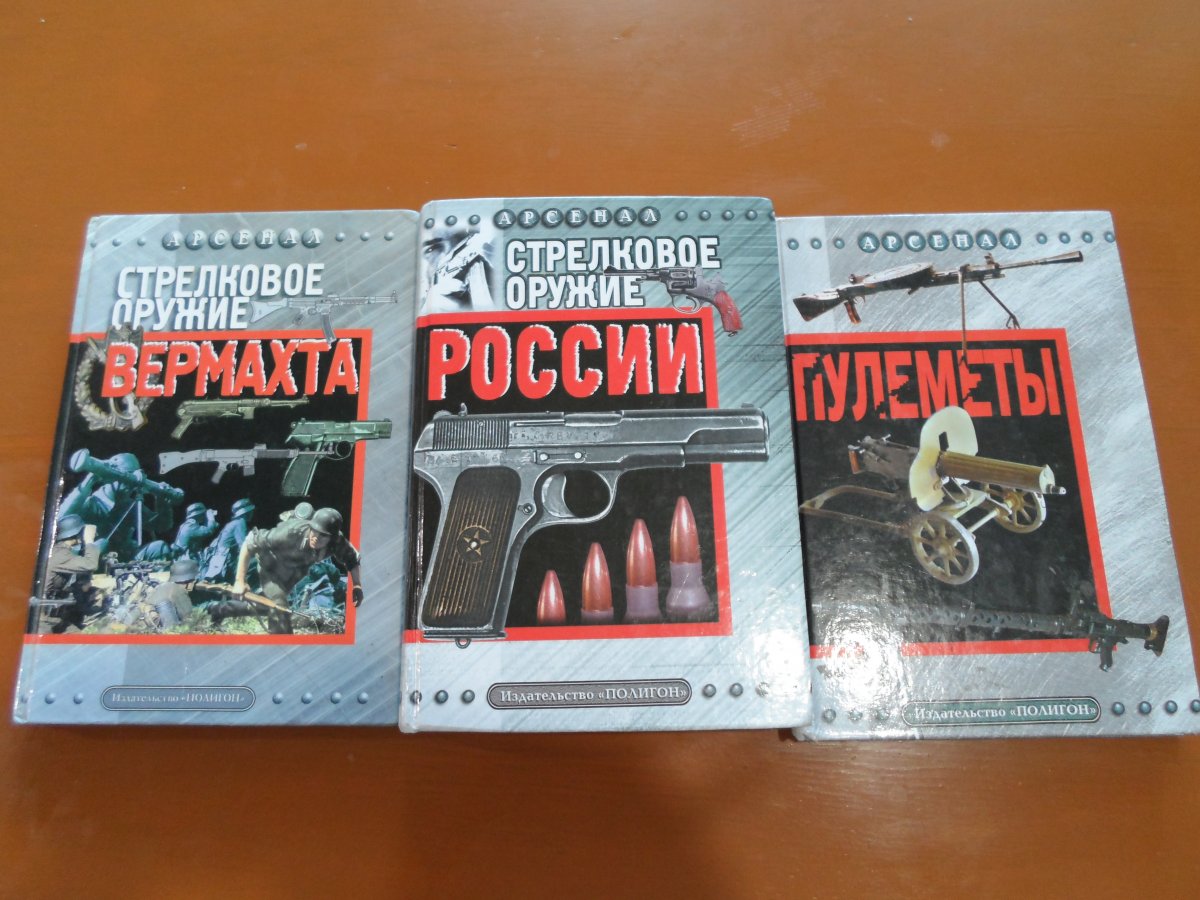 АРСЕНАЛ
СТРЕЛКОВОЕ
ОРУЖИЕ
ВЕРМАХТА
Издательство «ПОЛИГОН»
АРСЕНАЛ
СТРЕЛКОВОЕ
ОРУЖИЕ
РОССИИ
Издательство «ПОЛИГОН»
АРСЕНАЛ
ПУЛЕМЕТЫ
Издательство «ПОЛИГОН»